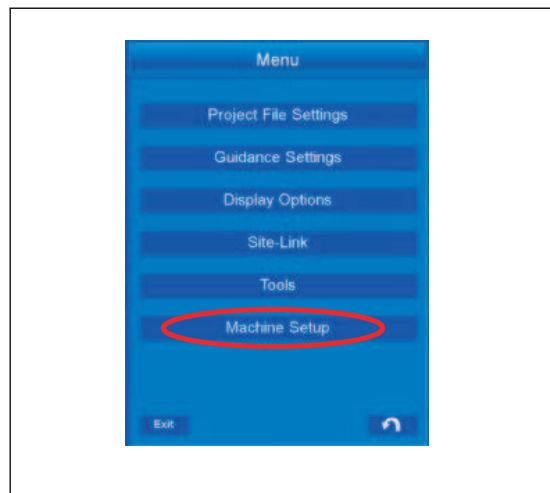 Menu
Project File Settings
Guidance Settings
Display Options
Site-Link
Tools
Machine Setup
Exit